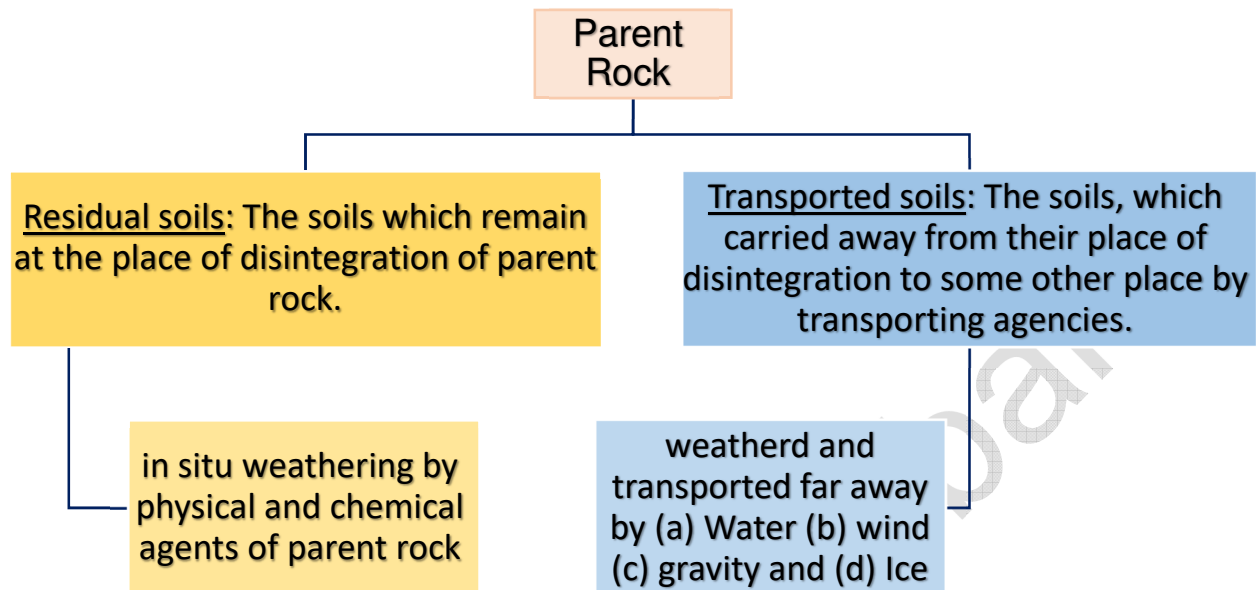 Parent
Rock
Residual soils: The soils which remain
at the place of disintegration of parent
rock.
Transported soils: The soils, which
carried away from their place of
disintegration to some other place by
transporting agencies.
in situ weathering by
physical and chemical
agents of parent rock
weatherd and
transported far away
by (a) Water (b) wind
(c) gravity and (d) Ice